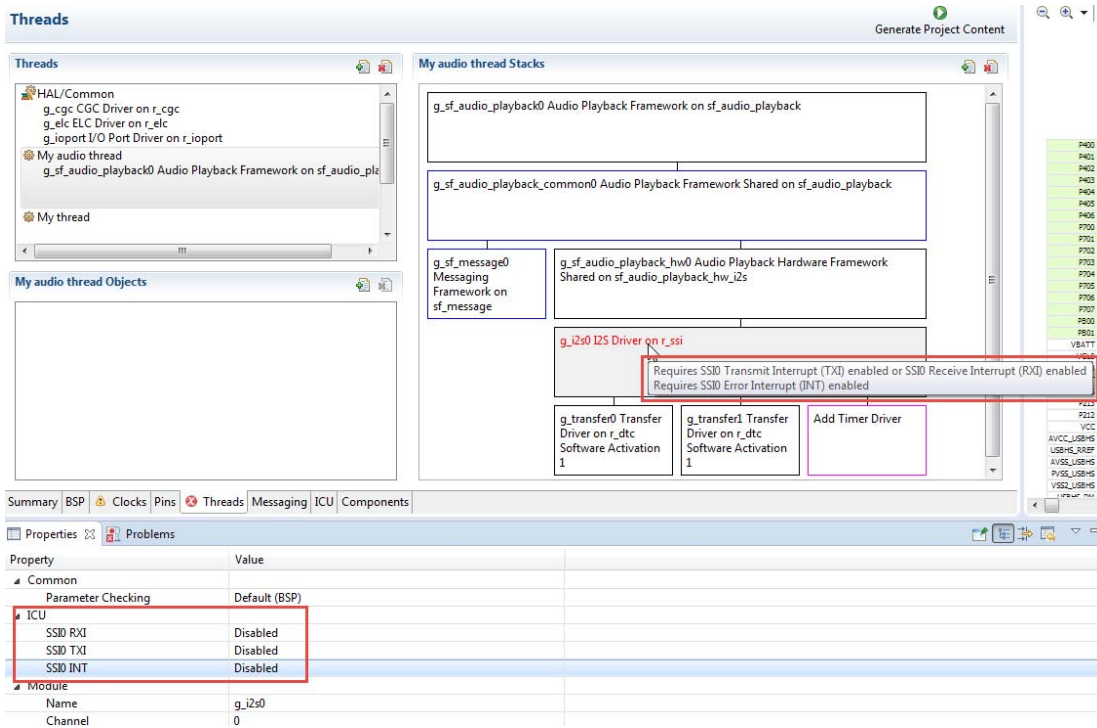 Threads
Generate Project Content
Threads
HAL/Common
g_cgc CGC Driver on r_cgc
g_elc ELC Driver on r_elc
g_ioport I/O Port Driver on r_ioport
My audio thread
g_sf_audio_playback0 Audio Playback Framework on sf_audio_pla
My thread
My audio thread Objects
My audio thread Stacks
g_sf_audio_playback0 Audio Playback Framework on sf_audio_playback
g_sf_audio_playback_common0 Audio Playback Framework Shared on sf_audio_playback
g_sf_message0
Messaging
Framework on
sf_message
g_sf_audio_playback_hw0 Audio Playback Hardware Framework
Shared on sf_audio_playback_hw_i2s
g_i2s0 I2S Driver on r_ssi
Requires SSI0 Transmit Interrupt (TXI) enabled or SSI0 Receive Interrupt (RXI) enabled
Requires SSI0 Error Interrupt (INT) enabled
g_transfer0 Transfer
Driver on r_dtc
Software Activation
1
g_transfer1 Transfer
Driver on r_dtc
Software Activation
1
Add Timer Driver
P400
P401
P402
P403
P404
P405
P406
P700
P701
P702
P703
P704
P705
P706
P707
PB00
PB01
VBATT
P213
P212
VCC
AVCC_USBHS
USBHS_RREF
AVSS_USBHS
PVSS_USBHS
VSS2_USBHS
Summary BSP Clocks Pins Threads Messaging ICU Components
Properties Problems
Property Value
Common
Parameter Checking Default (BSP)
ICU
SSI0 RXI Disabled
SSI0 TXI Disabled
SSI0 INT Disabled
Module
Name g_i2s0
Channel 0